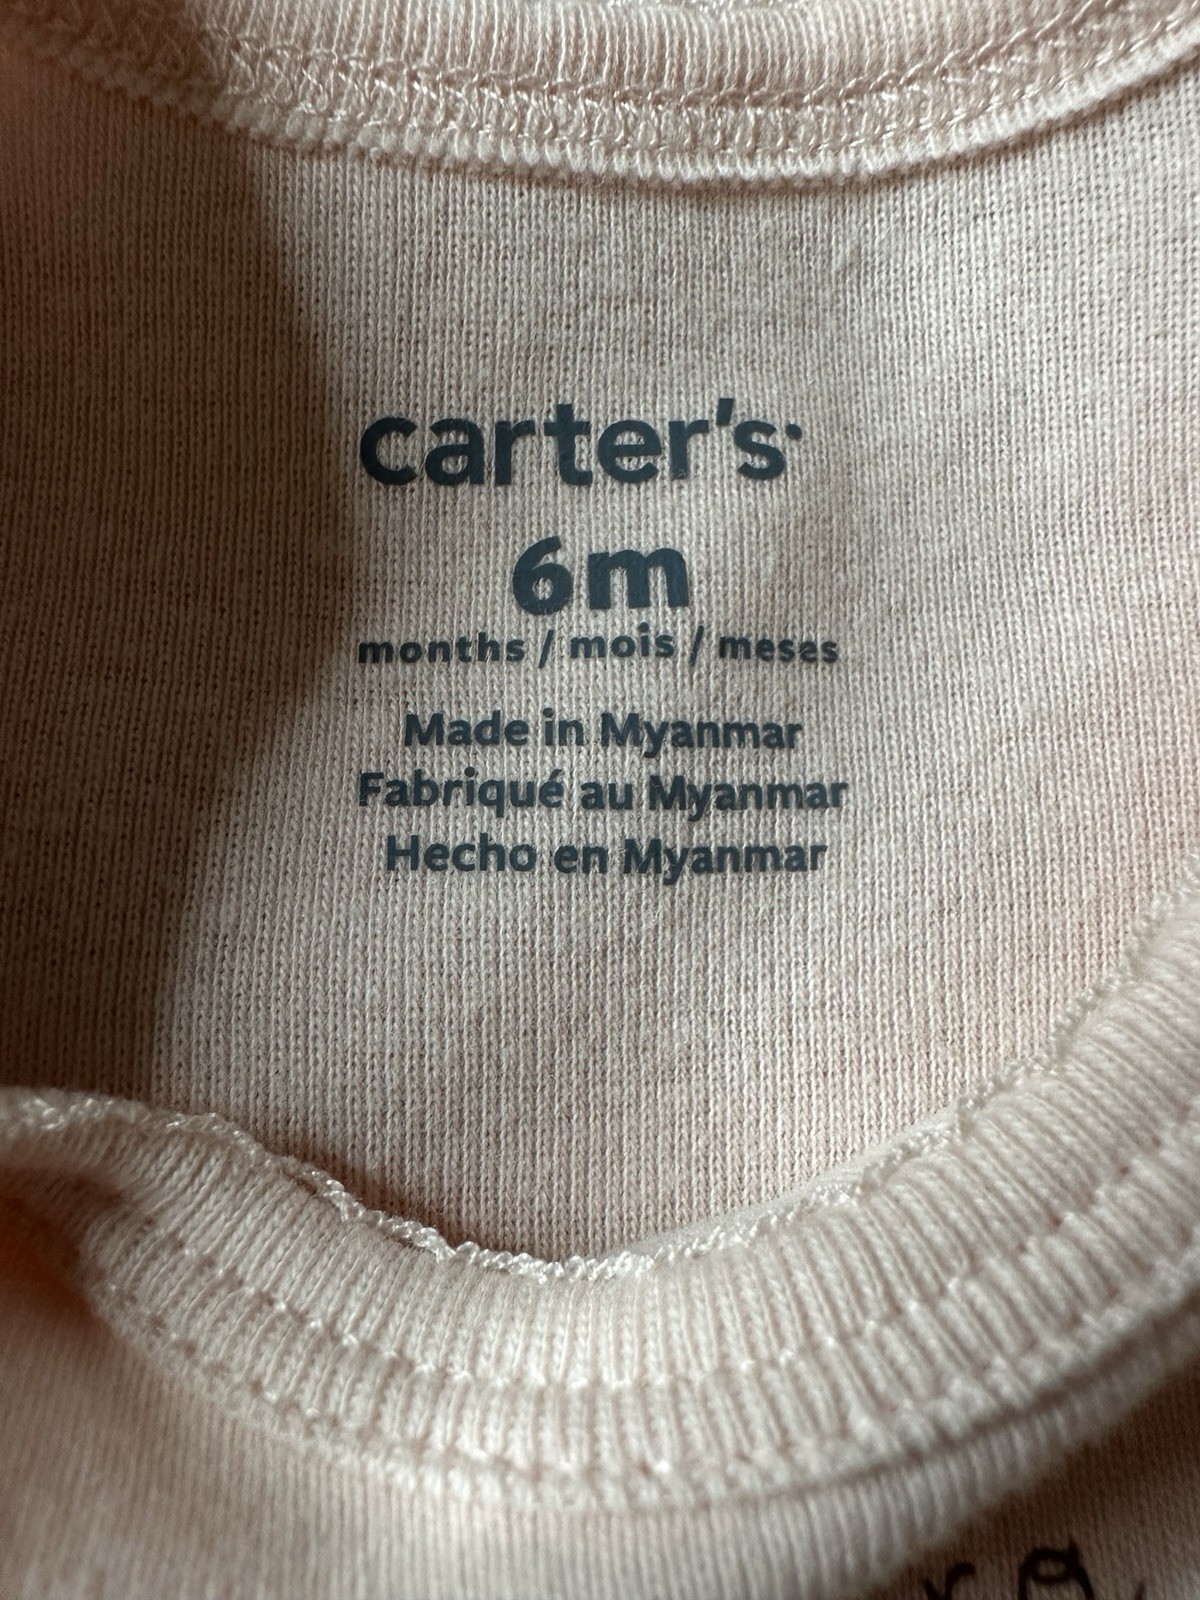 carter's
6m
months / mois / meses
Made in Myanmar
Fabriqué au Myanmar
Hecho en Myanmar